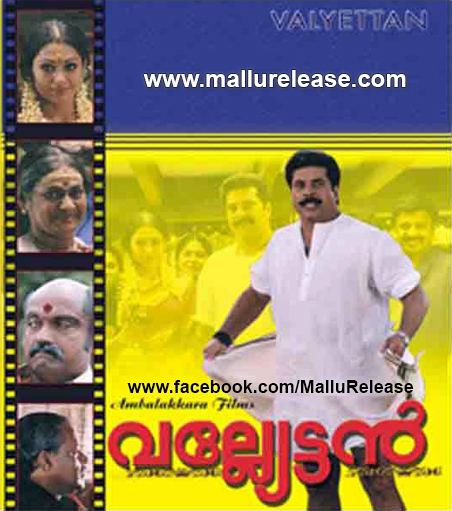 VALYETTAN
www.mallurelease.com
www.facebook.com/MalluRelease
Ambalakkara Films
വല്ല്യേട്ടൻ